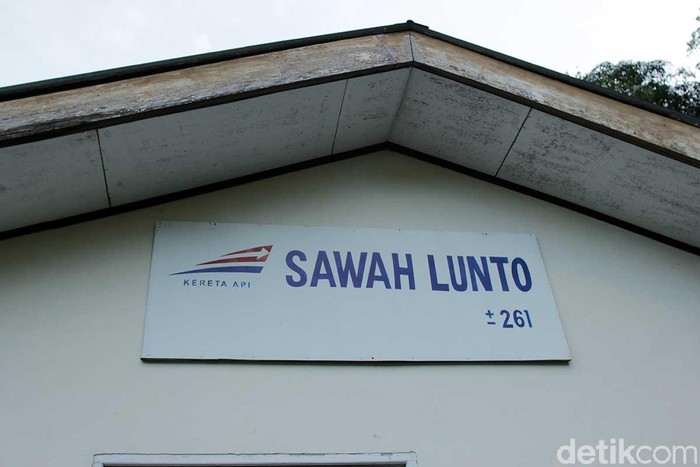 KERETA API
SAWAH LUNTO
± 261
detikcom